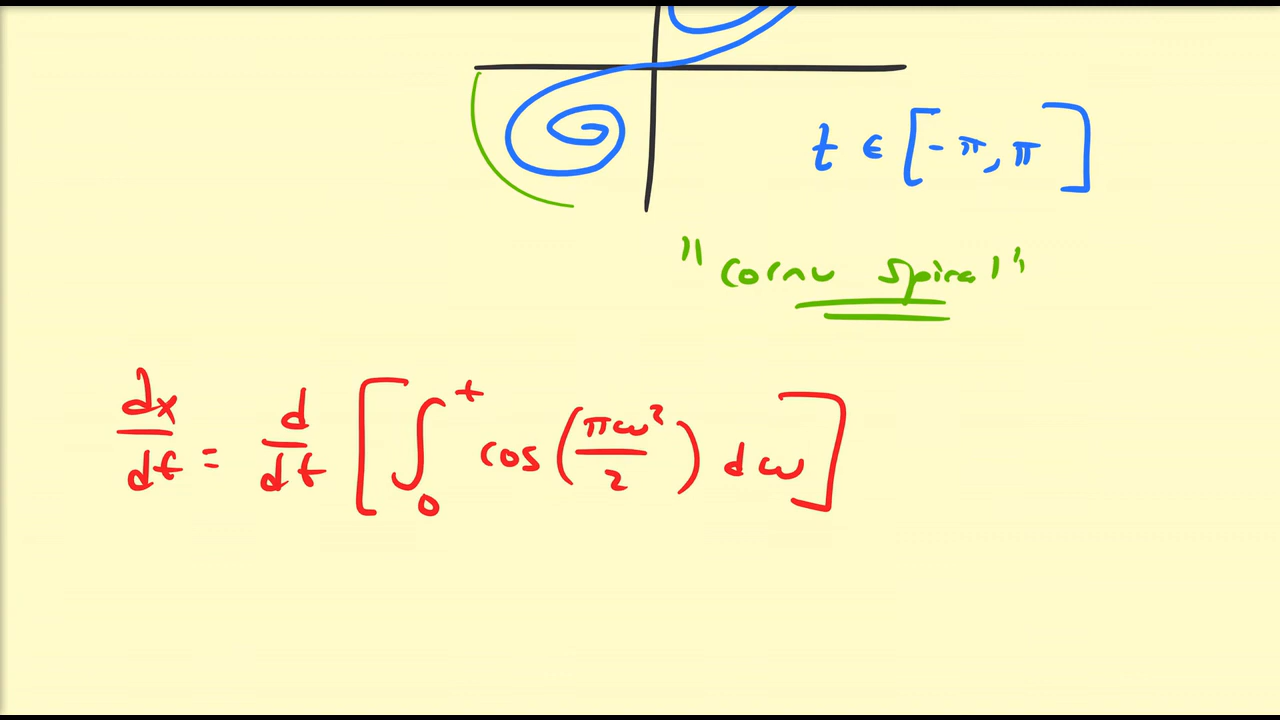 t ∈ [-π, π]
"Cornu Spiral"
dx/dt = d/dt [∫₀ᵗ cos(πω²/2) dω]